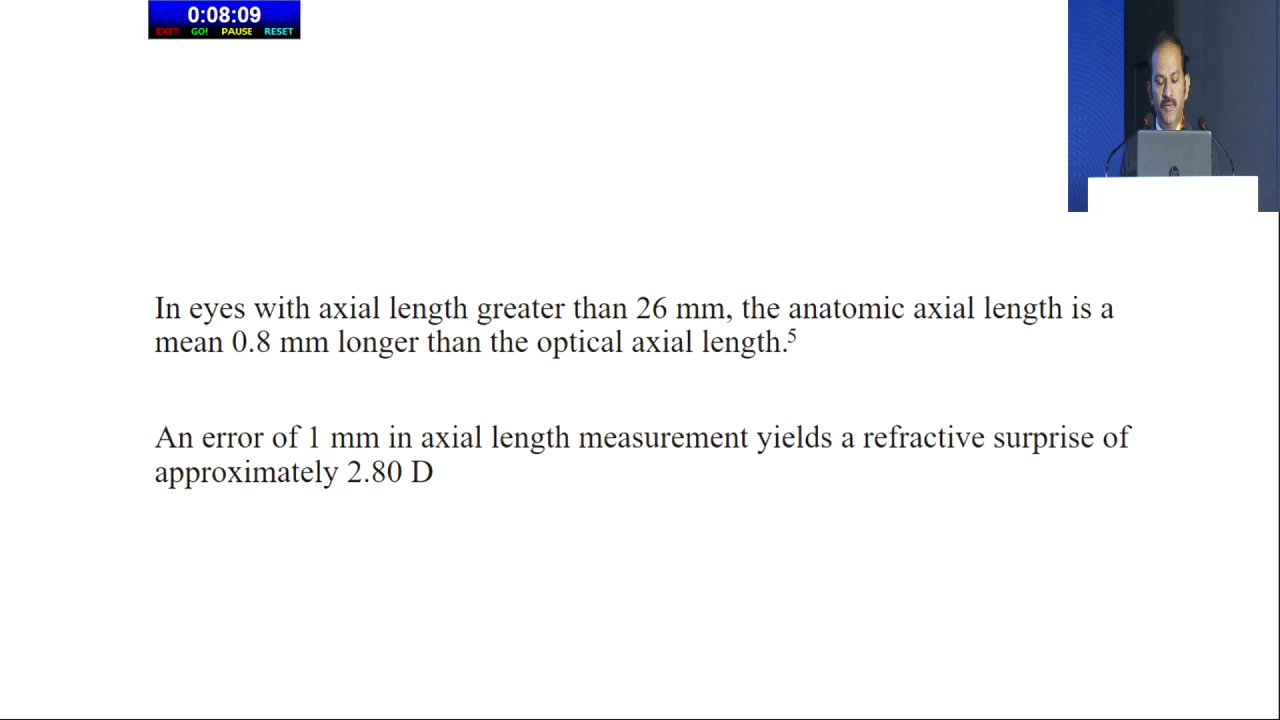 0:08:09
EXIT GO! PAUSE RESET
In eyes with axial length greater than 26 mm, the anatomic axial length is a
mean 0.8 mm longer than the optical axial length.5
An error of 1 mm in axial length measurement yields a refractive surprise of
approximately 2.80 D